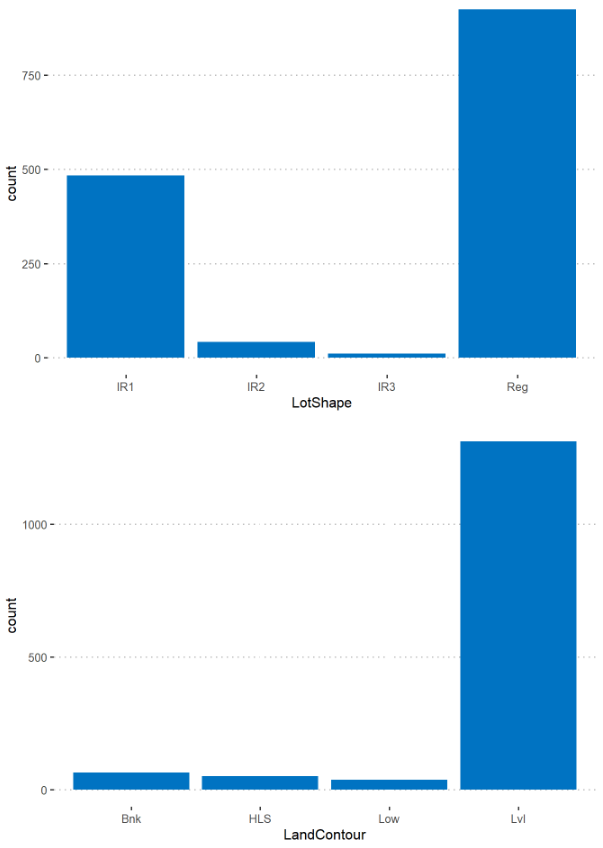 750
500
250
0
count
IR1 IR2 IR3 Reg
LotShape
1000
500
0
count
Bnk HLS Low Lvl
LandContour